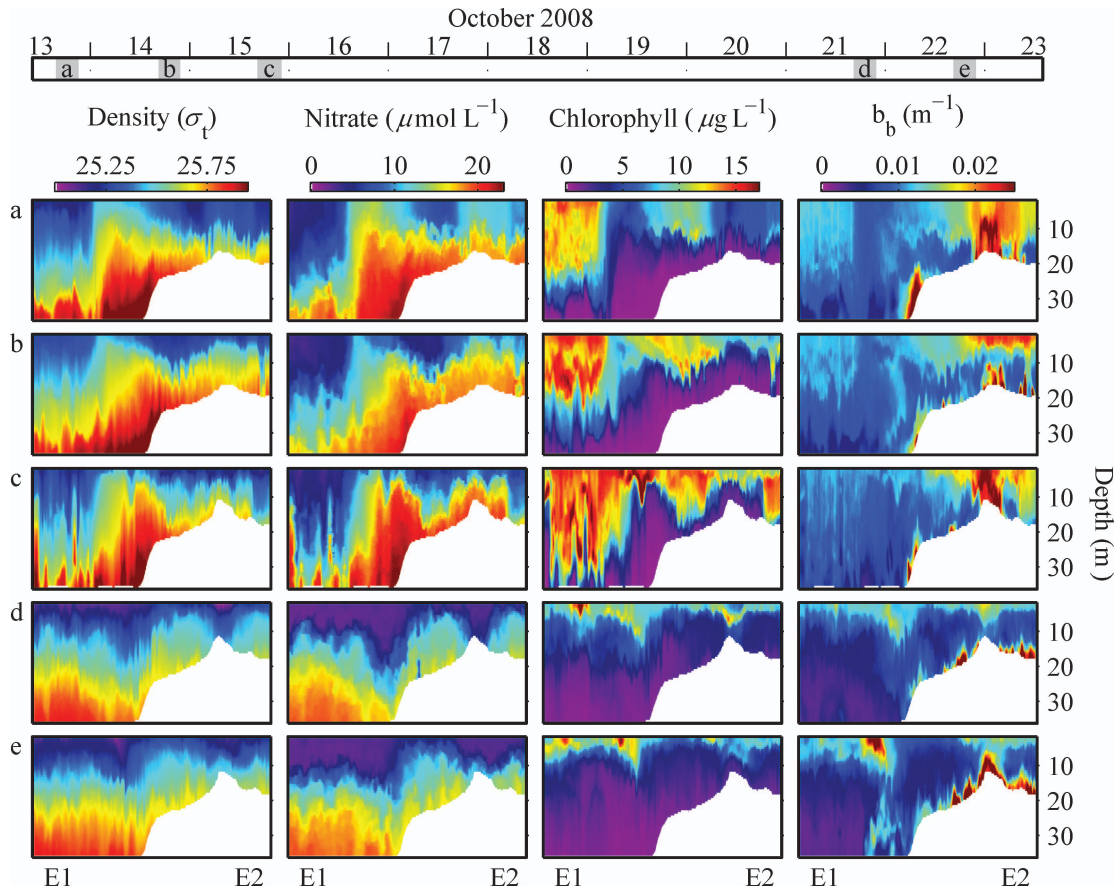 October 2008
13 14 15 16 17 18 19 20 21 22 23
a b c d e
Density (σt) Nitrate (μmol L−1) Chlorophyll (μg L−1) bb (m−1)
25.25 25.75 0 10 20 0 5 10 15 0 0.01 0.02
a
10
20
30
b
10
20
30
c
10
20
30
Depth (m)
d
10
20
30
e
10
20
30
E1 E2 E1 E2 E1 E2 E1 E2